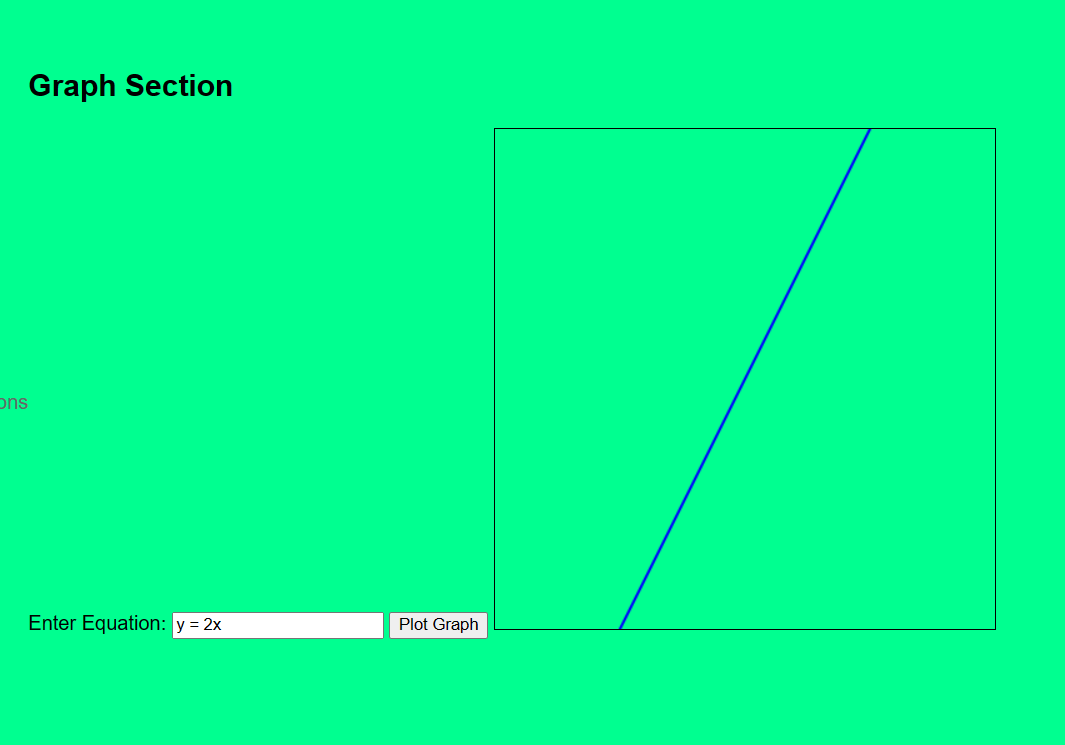 Graph Section
ons
Enter Equation: y = 2x Plot Graph